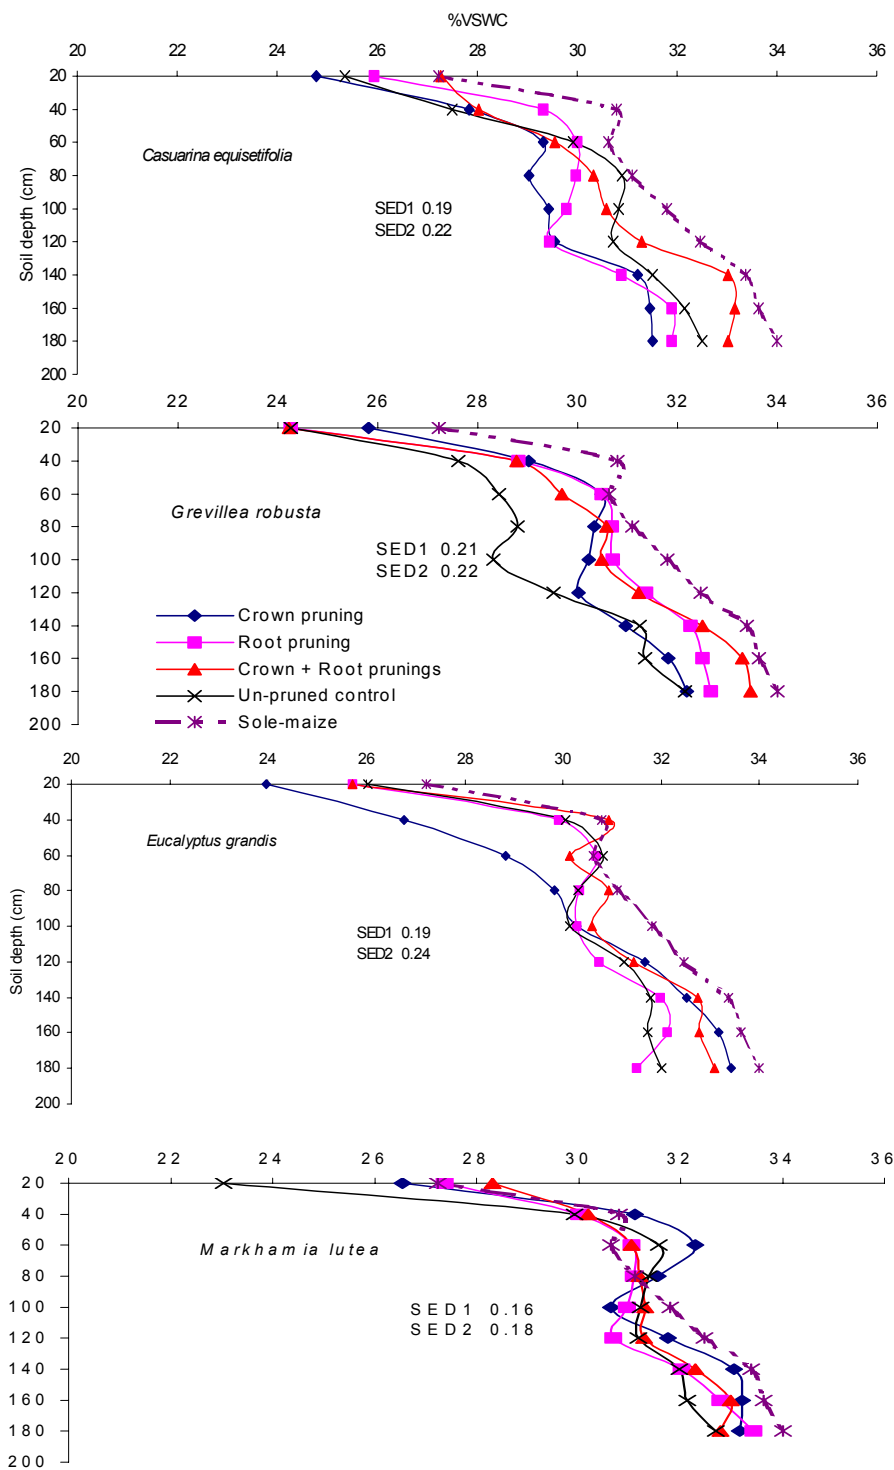 %VSWC
20 22 24 26 28 30 32 34 36
20
40
60
80
100
120
140
160
180
200
Soil depth (cm)
Casuarina equisetifolia
SED1 0.19
SED2 0.22
20 22 24 26 28 30 32 34 36
20
40
60
80
100
120
140
160
180
200
Grevillea robusta
SED1 0.21
SED2 0.22
Crown pruning
Root pruning
Crown + Root prunings
Un-pruned control
Sole-maize
20 22 24 26 28 30 32 34 36
20
40
60
80
100
120
140
160
180
200
Soil depth (cm)
Eucalyptus grandis
SED1 0.19
SED2 0.24
20 22 24 26 28 30 32 34 36
20
40
60
80
100
120
140
160
180
200
Markhamia lutea
SED1 0.16
SED2 0.18